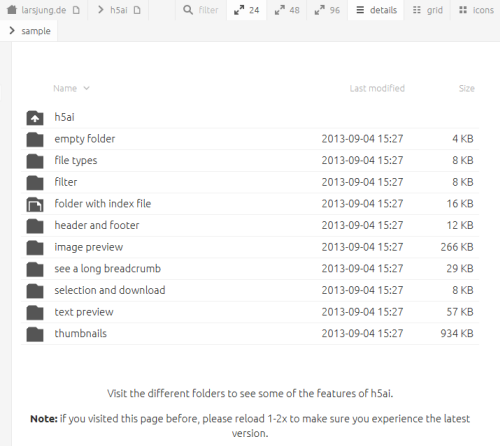 larsjung.de h5ai filter 24 48 96 details grid icons
sample
Name Last modified Size
h5ai
empty folder 2013-09-04 15:27 4 KB
file types 2013-09-04 15:27 8 KB
filter 2013-09-04 15:27 8 KB
folder with index file 2013-09-04 15:27 16 KB
header and footer 2013-09-04 15:27 12 KB
image preview 2013-09-04 15:27 266 KB
see a long breadcrumb 2013-09-04 15:27 29 KB
selection and download 2013-09-04 15:27 8 KB
text preview 2013-09-04 15:27 57 KB
thumbnails 2013-09-04 15:27 934 KB
Visit the different folders to see some of the features of h5ai.
Note: if you visited this page before, please reload 1-2x to make sure you experience the latest
version.